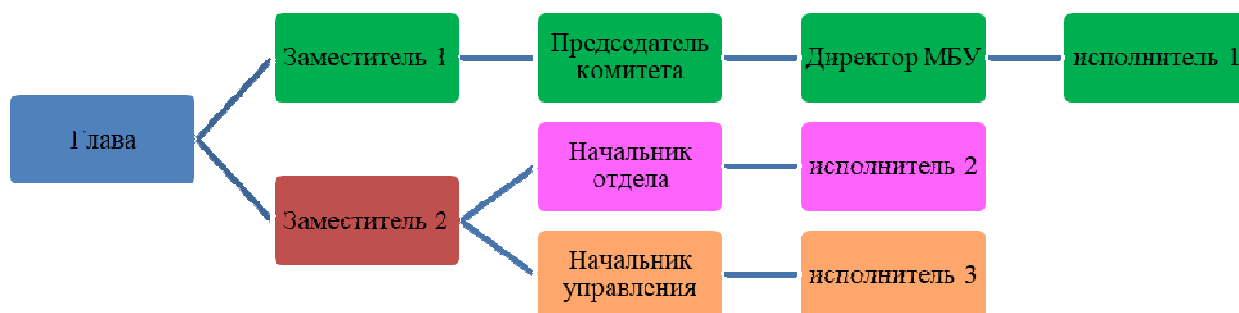 Заместитель 1
Председатель
комитета
Директор МБУ
исполнитель 1
Глава
Начальник
отдела
исполнитель 2
Заместитель 2
Начальник
управления
исполнитель 3